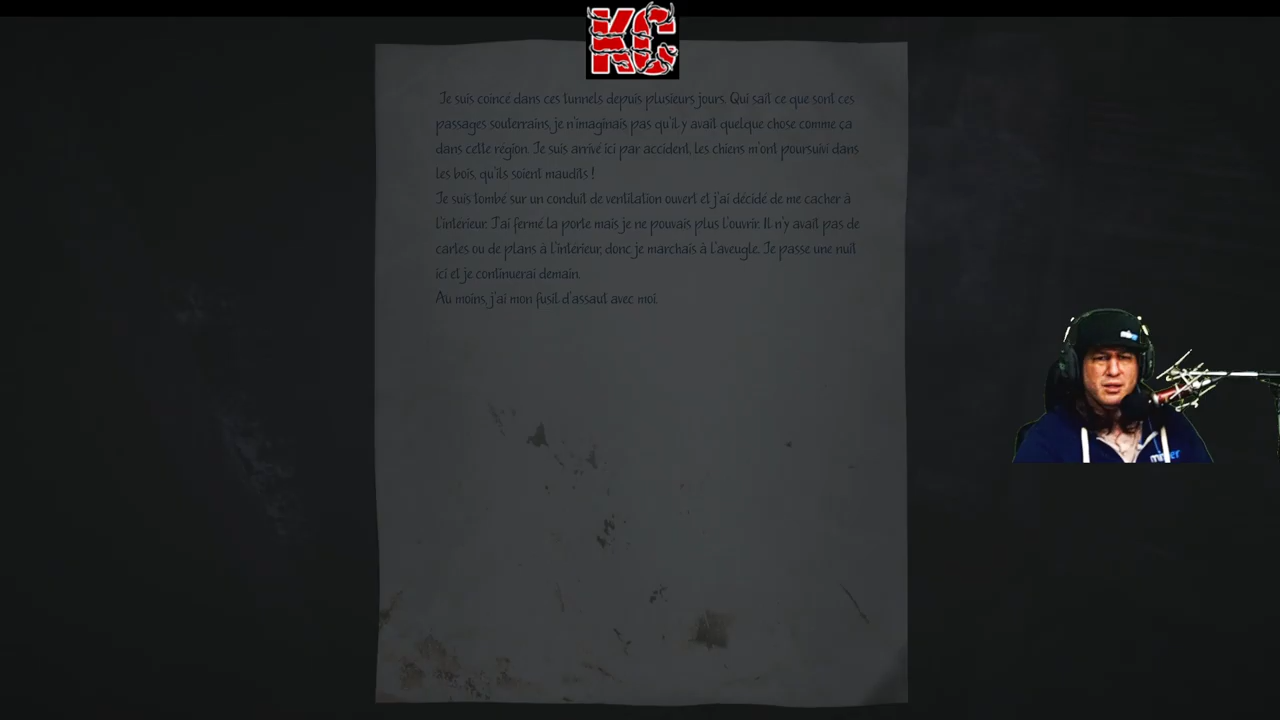 KC
Je suis coincé dans ces tunnels depuis plusieurs jours. Qui sait ce que sont ces
passages souterrains, je n'imaginais pas qu'il y avait quelque chose comme ça
dans cette région. Je suis arrivé ici par accident, les chiens m'ont poursuivi dans
les bois, qu'ils soient maudits !
Je suis tombé sur un conduit de ventilation ouvert et j'ai décidé de me cacher à
l'intérieur. J'ai fermé la porte mais je ne pouvais plus l'ouvrir. Il n'y avait pas de
cartes ou de plans à l'intérieur, donc je marchais à l'aveugle. Je passe une nuit
ici et je continuerai demain.
Au moins, j'ai mon fusil d'assaut avec moi.